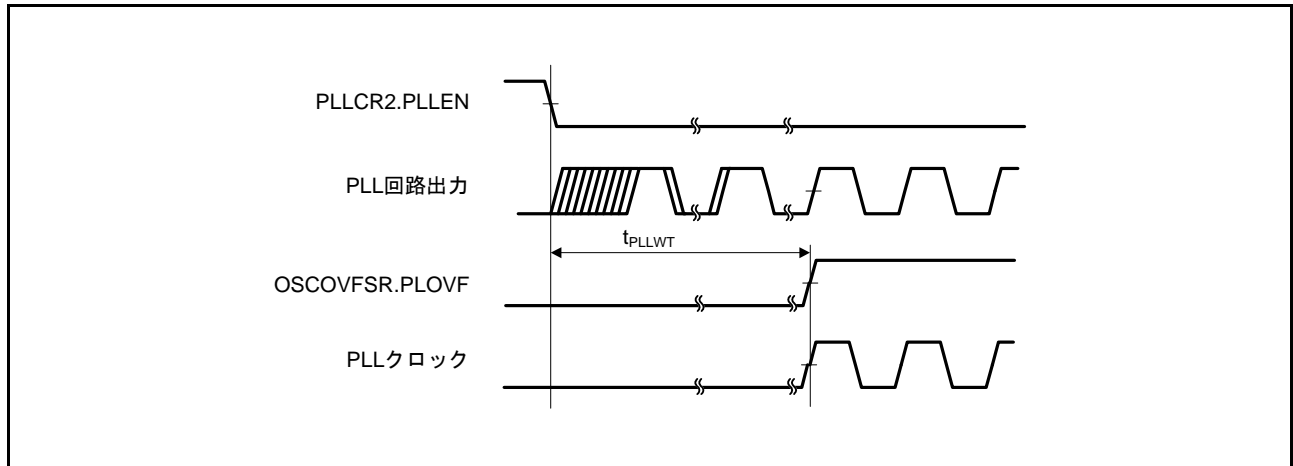 PLLCR2.PLLEN
PLL回路出力
tPLLWT
OSCOVFSR.PLOVF
PLLクロック